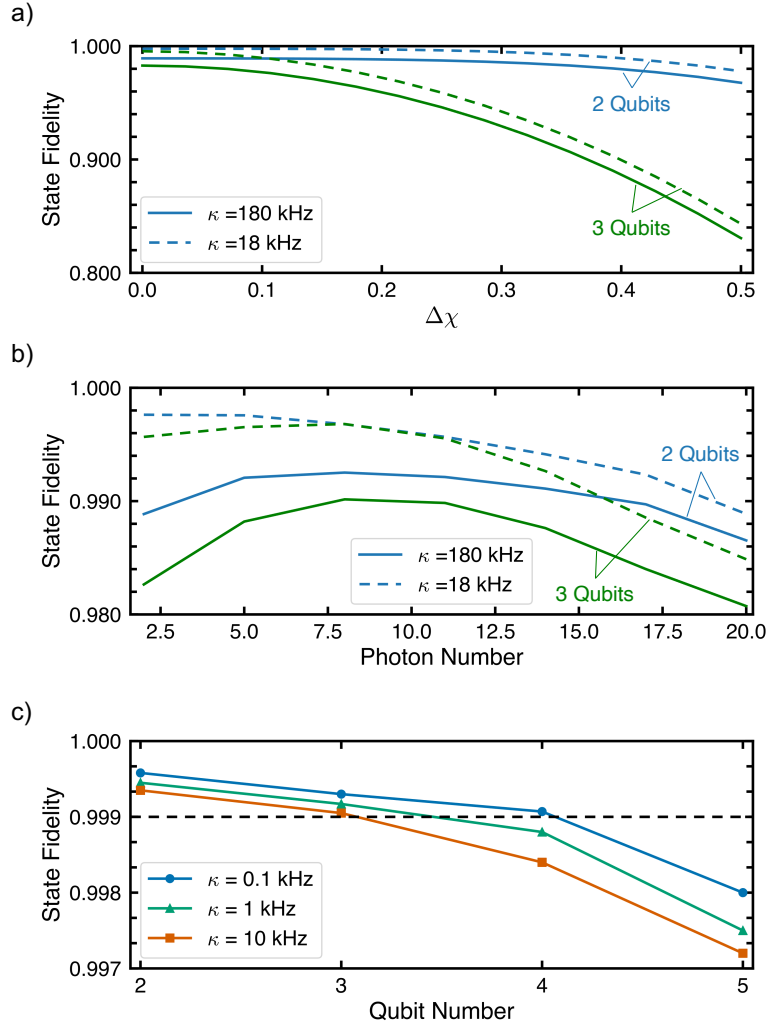 a)
1.000
0.900
0.800
State Fidelity
2 Qubits
3 Qubits
κ =180 kHz
κ =18 kHz
0.0 0.1 0.2 0.3 0.4 0.5
Δχ
b)
1.000
0.990
0.980
State Fidelity
2 Qubits
3 Qubits
κ =180 kHz
κ =18 kHz
2.5 5.0 7.5 10.0 12.5 15.0 17.5 20.0
Photon Number
c)
1.000
0.999
0.998
0.997
State Fidelity
κ = 0.1 kHz
κ = 1 kHz
κ = 10 kHz
2 3 4 5
Qubit Number